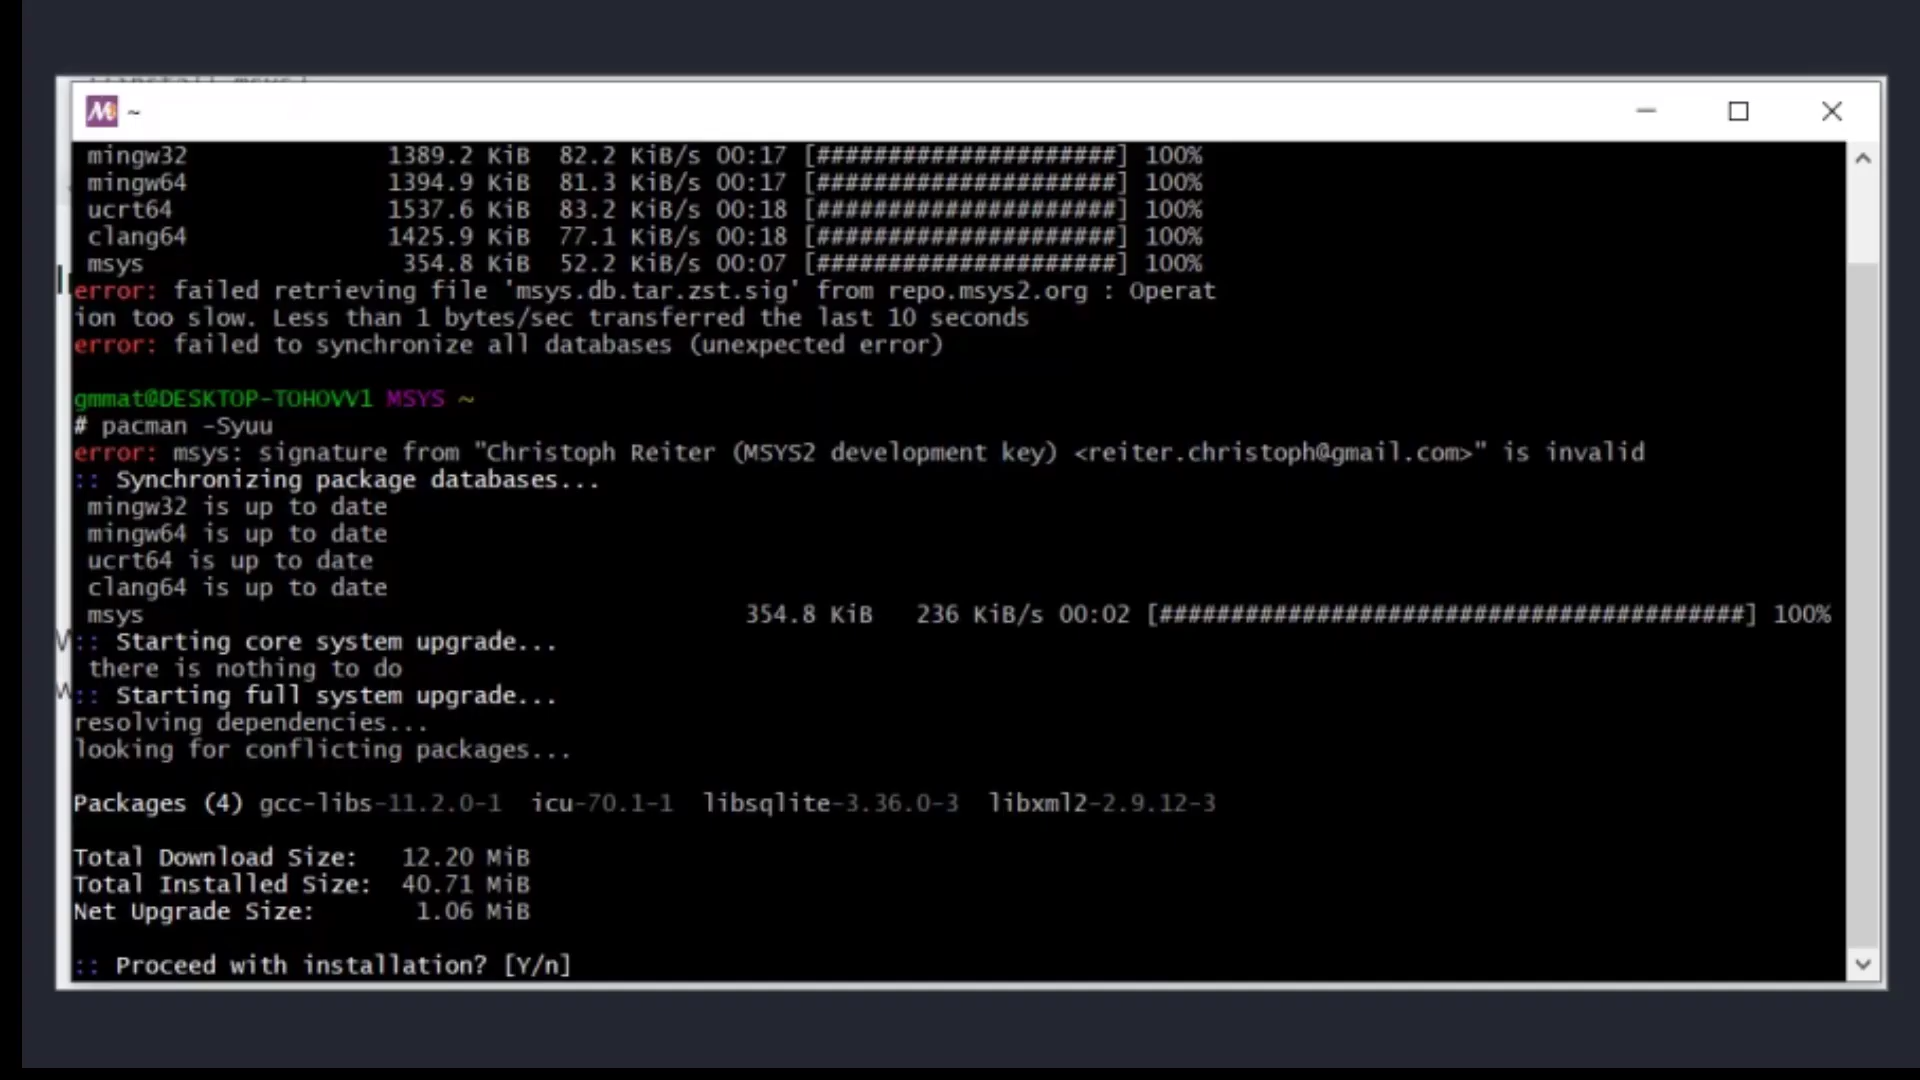 ~
mingw32 1389.2 KiB 82.2 KiB/s 00:17 [#####################] 100%
mingw64 1394.9 KiB 81.3 KiB/s 00:17 [#####################] 100%
ucrt64 1537.6 KiB 83.2 KiB/s 00:18 [#####################] 100%
clang64 1425.9 KiB 77.1 KiB/s 00:18 [#####################] 100%
msys 354.8 KiB 52.2 KiB/s 00:07 [#####################] 100%
error: failed retrieving file 'msys.db.tar.zst.sig' from repo.msys2.org : Operat
ion too slow. Less than 1 bytes/sec transferred the last 10 seconds
error: failed to synchronize all databases (unexpected error)
gmmat@DESKTOP-TOHOVV1 MSYS ~
# pacman -Syuu
error: msys: signature from "Christoph Reiter (MSYS2 development key) <reiter.christoph@gmail.com>" is invalid
:: Synchronizing package databases...
mingw32 is up to date
mingw64 is up to date
ucrt64 is up to date
clang64 is up to date
msys 354.8 KiB 236 KiB/s 00:02 [#########################################] 100%
:: Starting core system upgrade...
there is nothing to do
:: Starting full system upgrade...
resolving dependencies...
looking for conflicting packages...
Packages (4) gcc-libs-11.2.0-1 icu-70.1-1 libsqlite-3.36.0-3 libxml2-2.9.12-3
Total Download Size: 12.20 MiB
Total Installed Size: 40.71 MiB
Net Upgrade Size: 1.06 MiB
:: Proceed with installation? [Y/n]